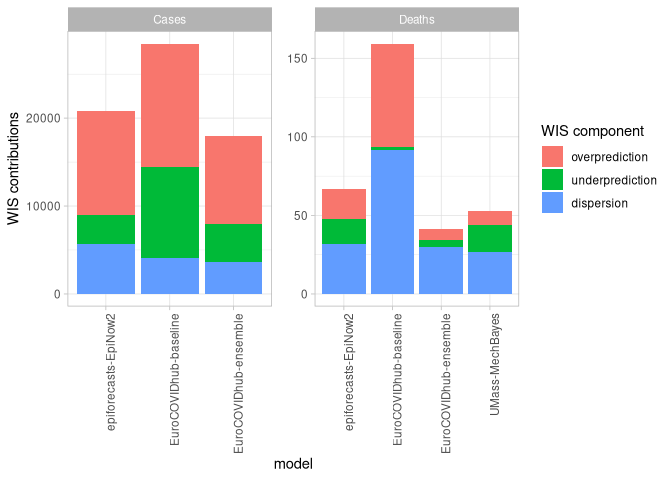 Cases
Deaths
WIS contributions
20000
10000
0
150
100
50
0
epiforecasts-EpiNow2
EuroCOVIDhub-baseline
EuroCOVIDhub-ensemble
epiforecasts-EpiNow2
EuroCOVIDhub-baseline
EuroCOVIDhub-ensemble
UMass-MechBayes
model
WIS component
overprediction
underprediction
dispersion